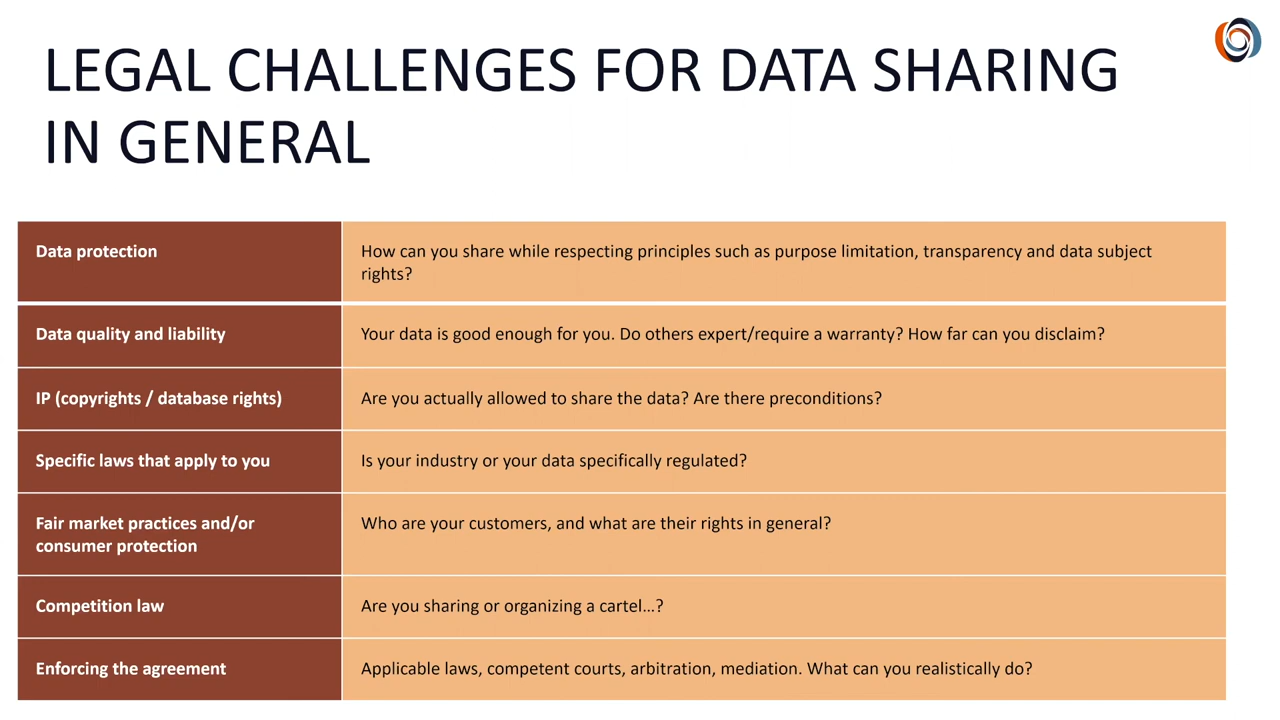 LEGAL CHALLENGES FOR DATA SHARING
IN GENERAL
Data protection
How can you share while respecting principles such as purpose limitation, transparency and data subject
rights?
Data quality and liability
Your data is good enough for you. Do others expert/require a warranty? How far can you disclaim?
IP (copyrights / database rights)
Are you actually allowed to share the data? Are there preconditions?
Specific laws that apply to you
Is your industry or your data specifically regulated?
Fair market practices and/or
consumer protection
Who are your customers, and what are their rights in general?
Competition law
Are you sharing or organizing a cartel…?
Enforcing the agreement
Applicable laws, competent courts, arbitration, mediation. What can you realistically do?